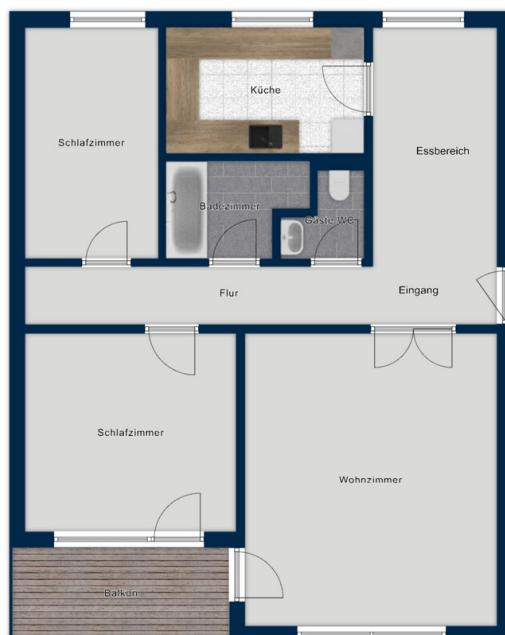 Küche
Schlafzimmer
Essbereich
Badezimmer
Gäste WC
Flur
Eingang
Schlafzimmer
Wohnzimmer
Balkon